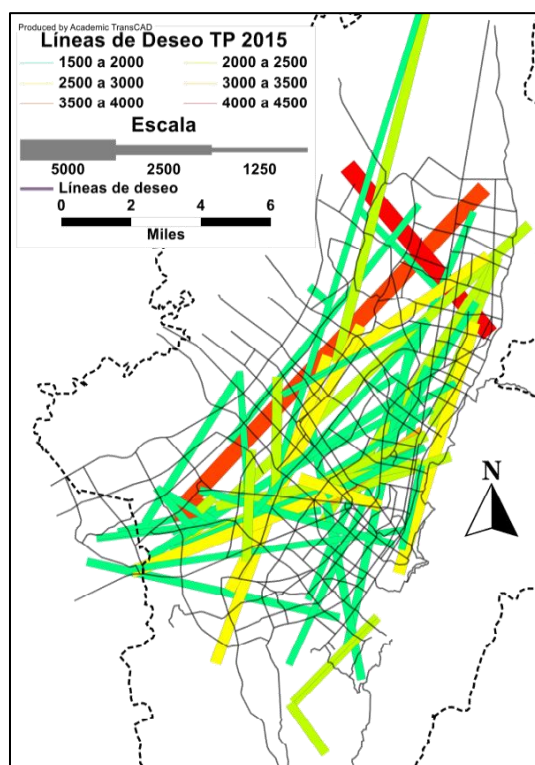 Produced by Academic TransCAD
Líneas de Deseo TP 2015
1500 a 2000 2000 a 2500
2500 a 3000 3000 a 3500
3500 a 4000 4000 a 4500
Escala
5000 2500 1250
Líneas de deseo
0 2 4 6
Miles
N